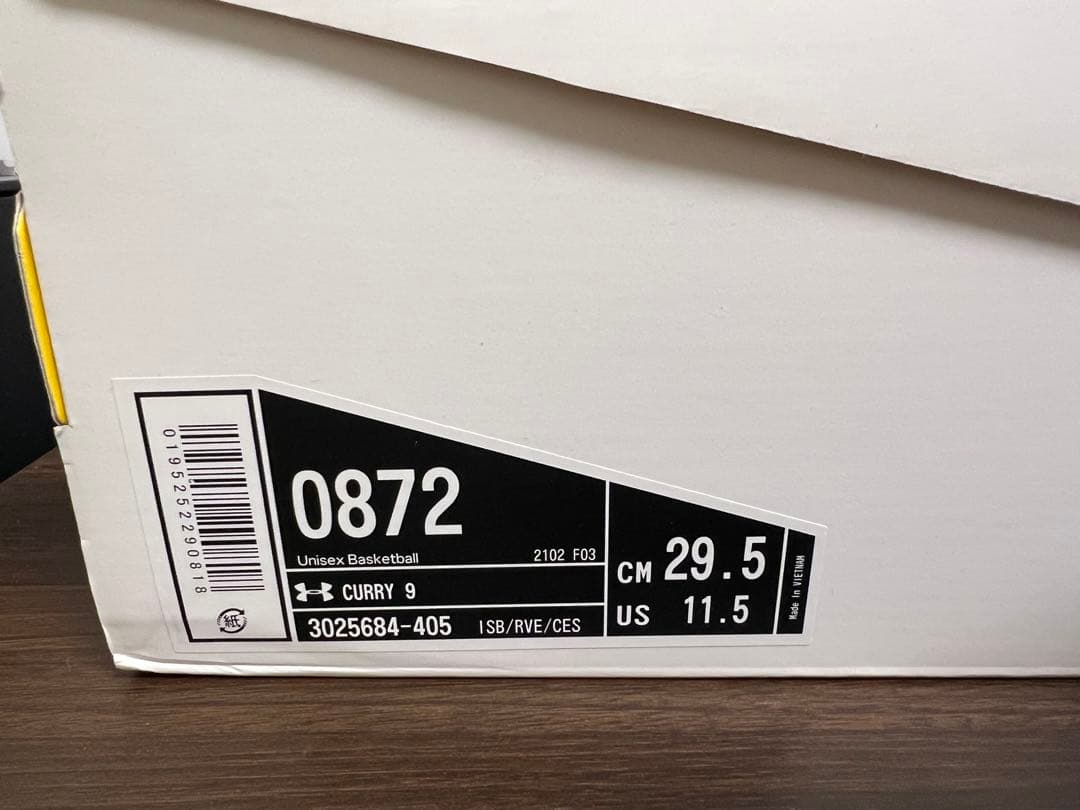 0195252290818
紙
0872
Unisex Basketball 2102 F03
CURRY 9
3025684-405 ISB/RVE/CES
CM 29.5
US 11.5
Made In VIETNAM